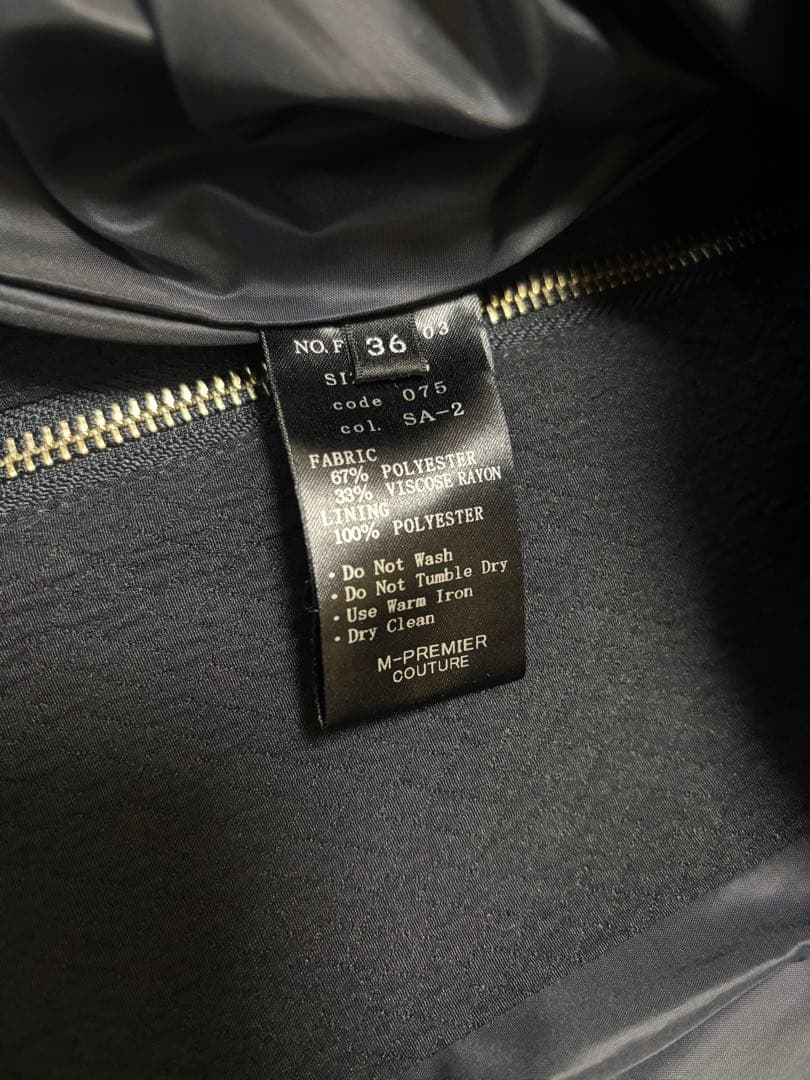 NO. F 36 03
SI
code 075
col. SA-2
FABRIC
67% POLYESTER
33% VISCOSE RAYON
LINING
100% POLYESTER
・Do Not Wash
・Do Not Tumble Dry
・Use Warm Iron
・Dry Clean
M-PREMIER
COUTURE